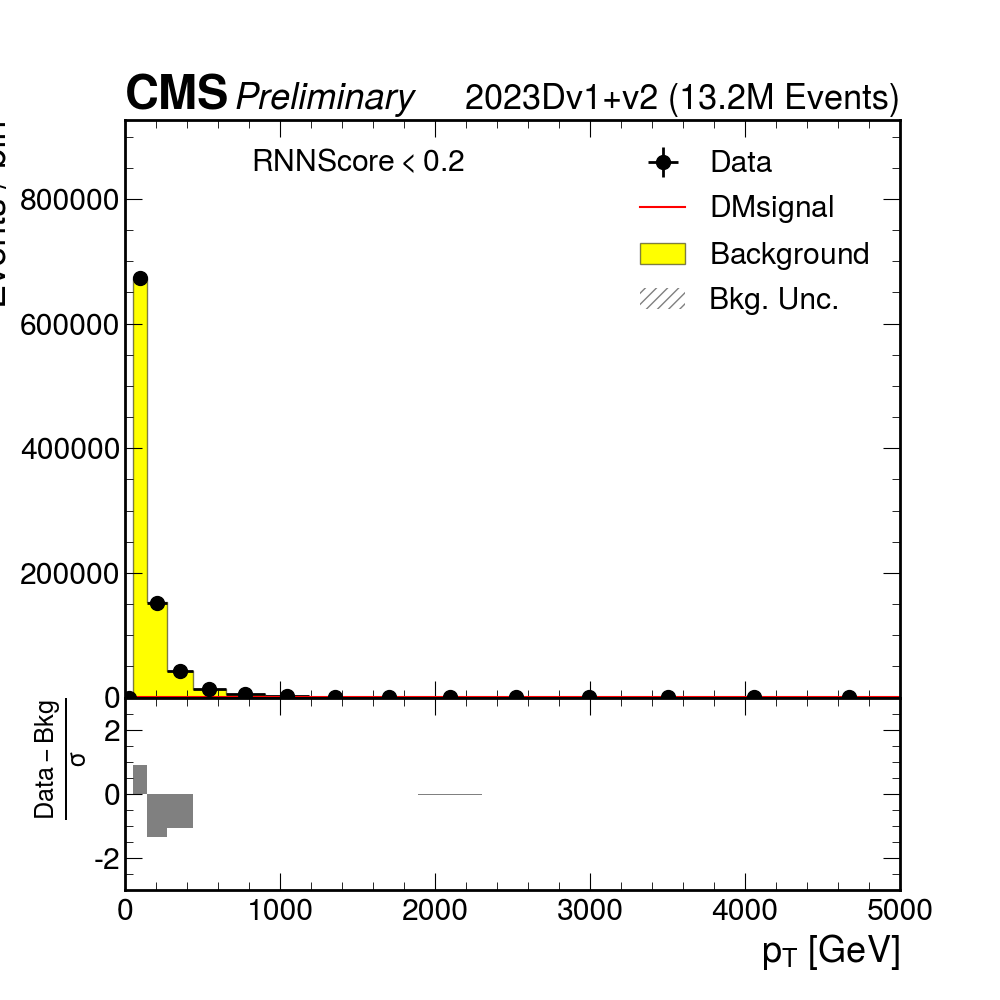 CMS Preliminary 2023Dv1+v2 (13.2M Events)
RNNScore < 0.2
Data
DMsignal
Background
Bkg. Unc.
800000
600000
400000
200000
0
Data – Bkg
σ
2
0
-2
0 1000 2000 3000 4000 5000
pT [GeV]